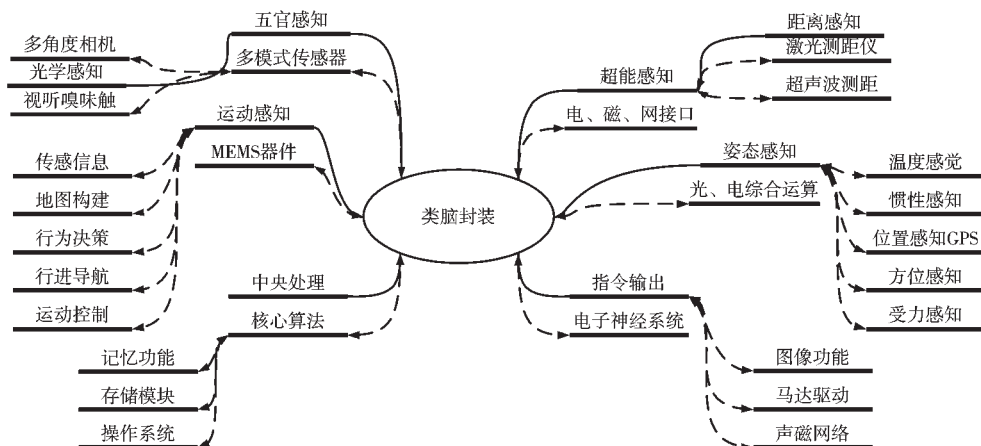 五官感知
多角度相机
多模式传感器
光学感知
视听嗅味触
运动感知
MEMS器件
传感信息
地图构建
行为决策
行进导航
运动控制
中央处理
核心算法
记忆功能
存储模块
操作系统
类脑封装
距离感知
激光测距仪
超能感知
超声波测距
电、磁、网接口
姿态感知
温度感觉
光、电综合运算
惯性感知
位置感知GPS
方位感知
受力感知
指令输出
电子神经系统
图像功能
马达驱动
声磁网络